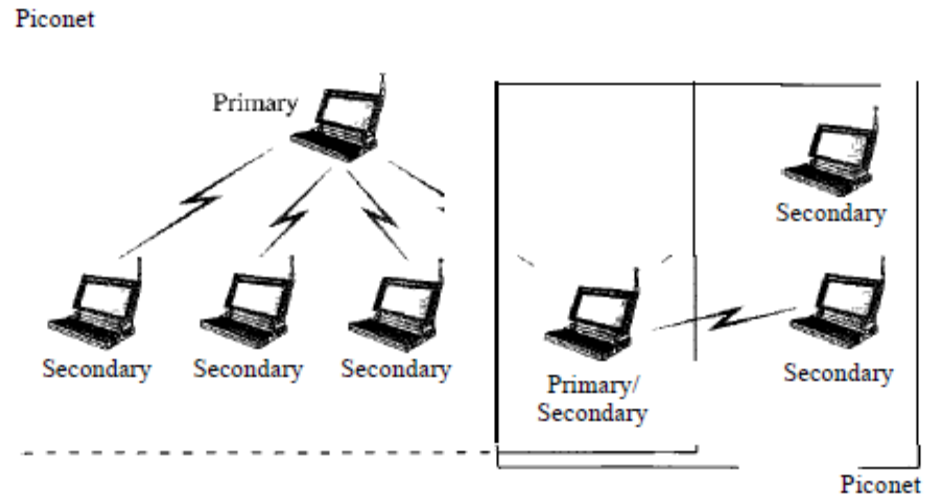 Piconet
Primary
Secondary
Secondary Secondary Secondary
Secondary
Primary/
Secondary
Piconet